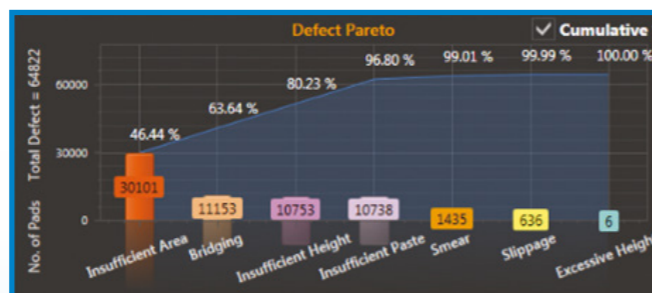 Defect Pareto
Cumulative
Total Defect = 64822
No. of Pads
60000
30000
0
46.44 %
63.64 %
80.23 %
96.80 %
99.01 %
99.99 %
100.00 %
30101
11153
10753
10738
1435
636
6
Insufficient Area
Bridging
Insufficient Height
Insufficient Paste
Smear
Slippage
Excessive Heigh